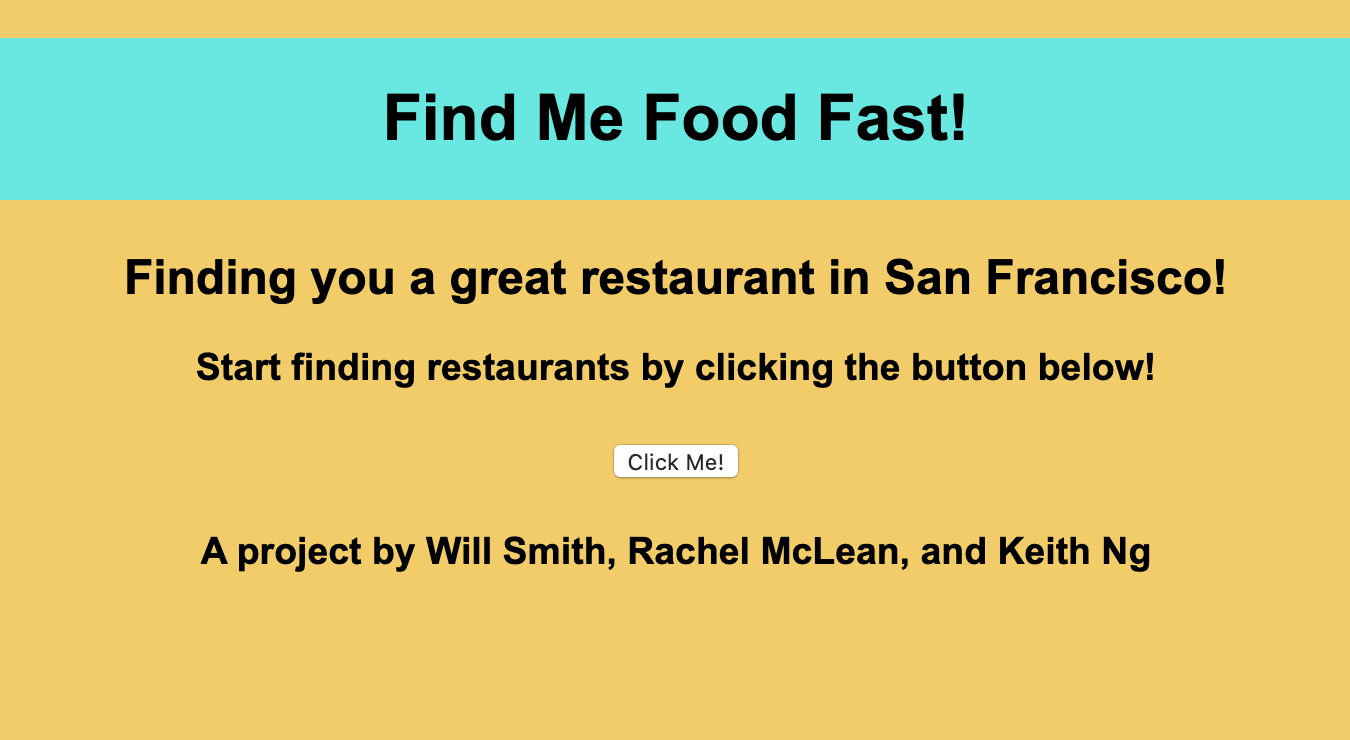 Find Me Food Fast!
Finding you a great restaurant in San Francisco!
Start finding restaurants by clicking the button below!
Click Me!
A project by Will Smith, Rachel McLean, and Keith Ng